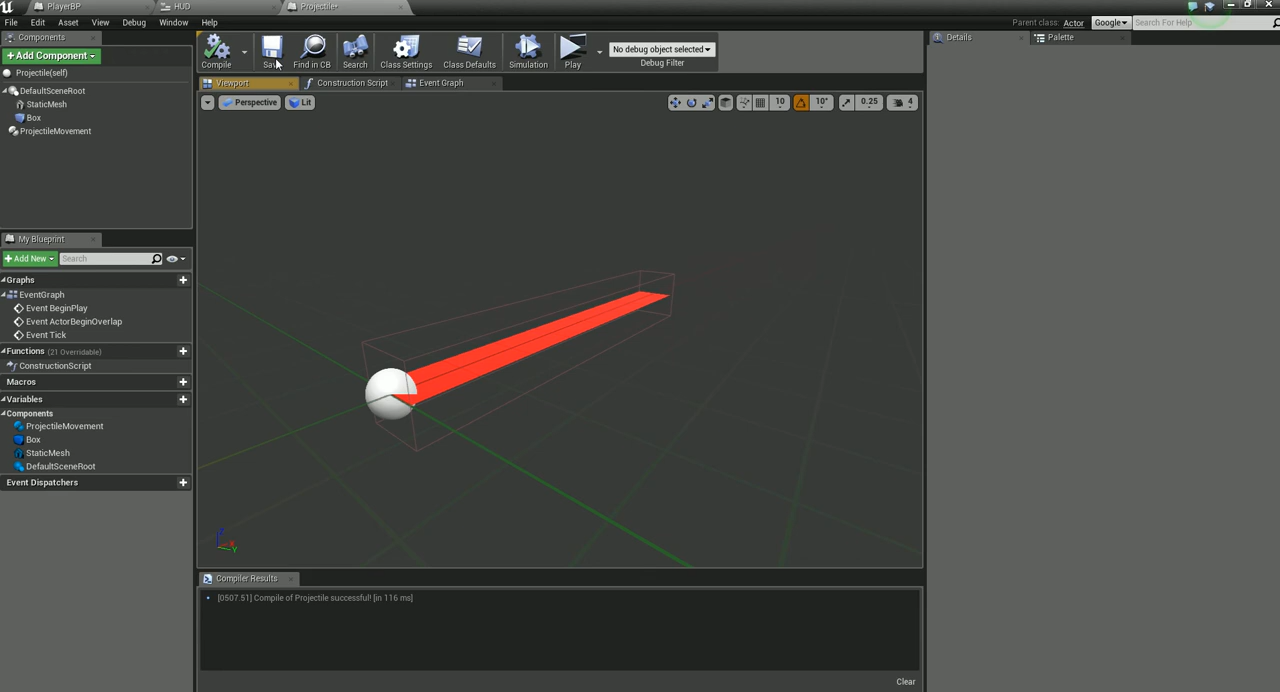 PlayerBP HUD Projectile*
File Edit Asset View Debug Window Help Parent class: Actor Google Search For Help
Components
+ Add Component
Projectile(self)
DefaultSceneRoot
StaticMesh
Box
ProjectileMovement
My Blueprint
+ Add New Search
Graphs
EventGraph
Event BeginPlay
Event ActorBeginOverlap
Event Tick
Functions (21 Overridable)
ConstructionScript
Macros
Variables
Components
ProjectileMovement
Box
StaticMesh
DefaultSceneRoot
Event Dispatchers
Compile Save Find in CB Search Class Settings Class Defaults Simulation Play
No debug object selected
Debug Filter
Viewport Construction Script Event Graph
Perspective Lit 10 10° 0.25 4
Compiler Results
[0507.51] Compile of Projectile successful! [in 116 ms]
Clear
Details Palette